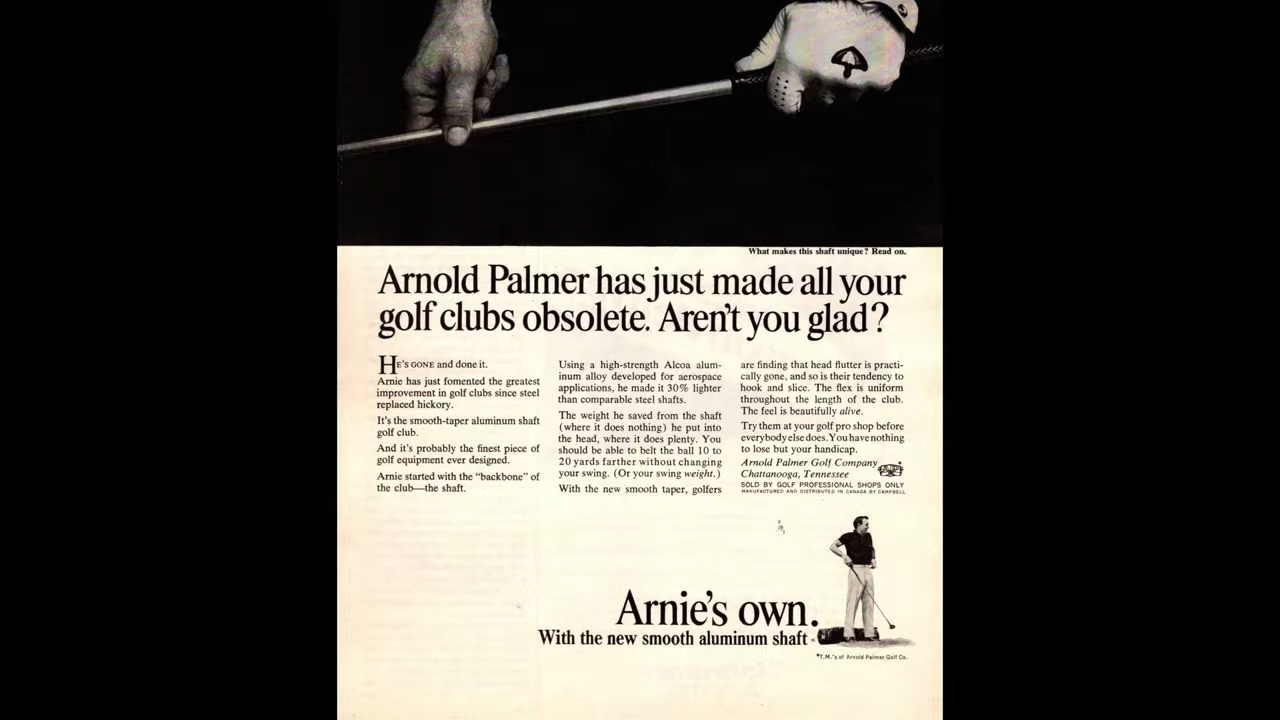 What makes this shaft unique? Read on.
Arnold Palmer has just made all your
golf clubs obsolete. Aren't you glad?
HE'S GONE and done it.
Arnie has just fomented the greatest
improvement in golf clubs since steel
replaced hickory.
It's the smooth-taper aluminum shaft
golf club.
And it's probably the finest piece of
golf equipment ever designed.
Arnie started with the "backbone" of
the club—the shaft.
Using a high-strength Alcoa alum-
inum alloy developed for aerospace
applications, he made it 30% lighter
than comparable steel shafts.
The weight he saved from the shaft
(where it does nothing) he put into
the head, where it does plenty. You
should be able to belt the ball 10 to
20 yards farther without changing
your swing. (Or your swing weight.)
With the new smooth taper, golfers
are finding that head flutter is practi-
cally gone, and so is their tendency to
hook and slice. The flex is uniform
throughout the length of the club.
The feel is beautifully alive.
Try them at your golf pro shop before
everybody else does. You have nothing
to lose but your handicap.
Arnold Palmer Golf Company
Chattanooga, Tennessee
SOLD BY GOLF PROFESSIONAL SHOPS ONLY
MANUFACTURED AND DISTRIBUTED IN CANADA BY CAMPBELL
Arnie's own.
With the new smooth aluminum shaft
*T.M.'s of Arnold Palmer Golf Co.